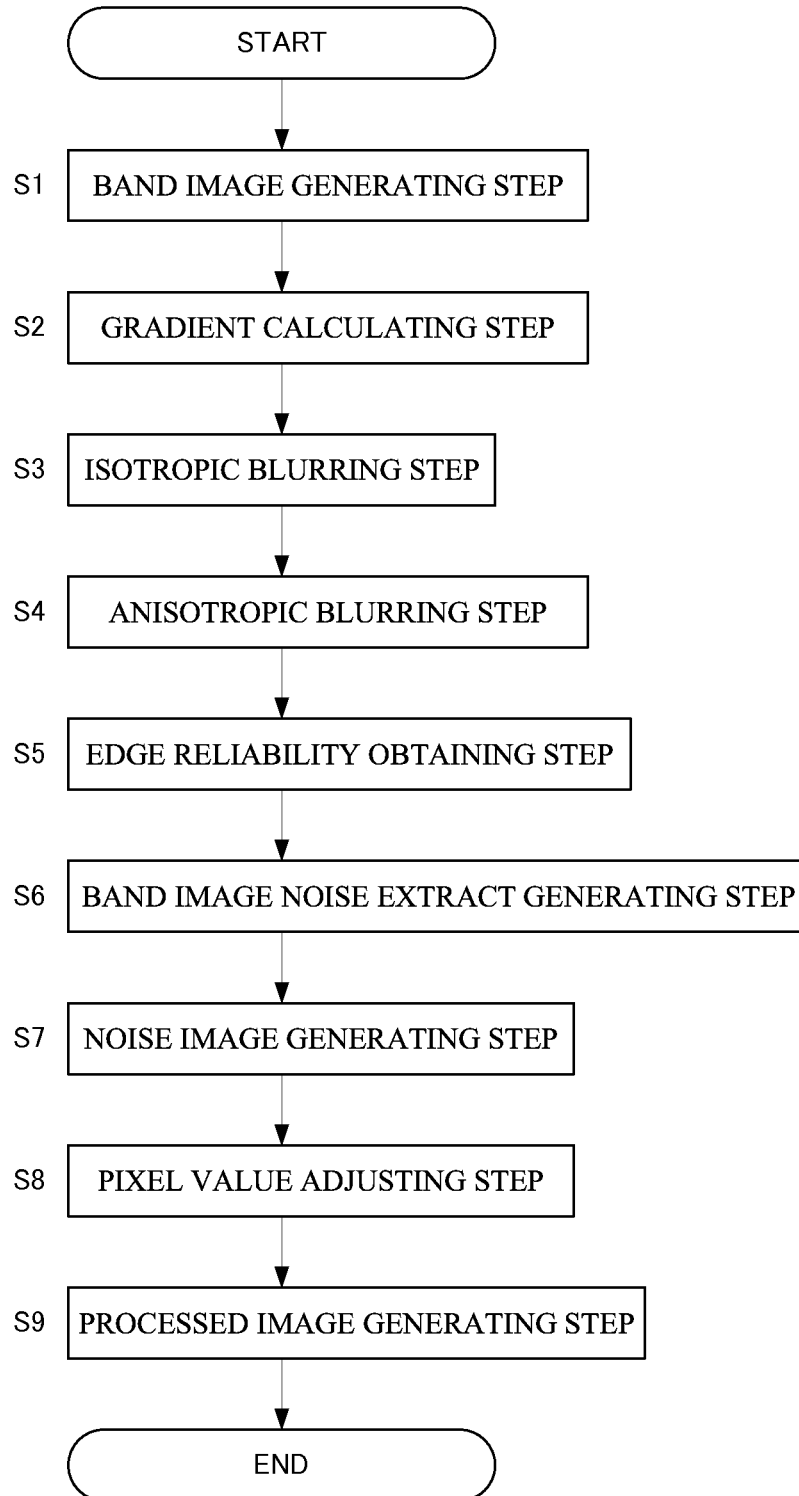 START
S1 BAND IMAGE GENERATING STEP
S2 GRADIENT CALCULATING STEP
S3 ISOTROPIC BLURRING STEP
S4 ANISOTROPIC BLURRING STEP
S5 EDGE RELIABILITY OBTAINING STEP
S6 BAND IMAGE NOISE EXTRACT GENERATING STEP
S7 NOISE IMAGE GENERATING STEP
S8 PIXEL VALUE ADJUSTING STEP
S9 PROCESSED IMAGE GENERATING STEP
END